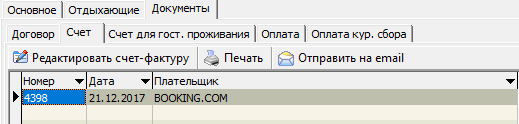 Основное Отдыхающие Документы
Договор Счет Счет для гост. проживания Оплата Оплата кур. сбора
Редактировать счет-фактуру Печать Отправить на email
Номер Дата Плательщик
4398 21.12.2017 BOOKING.COM